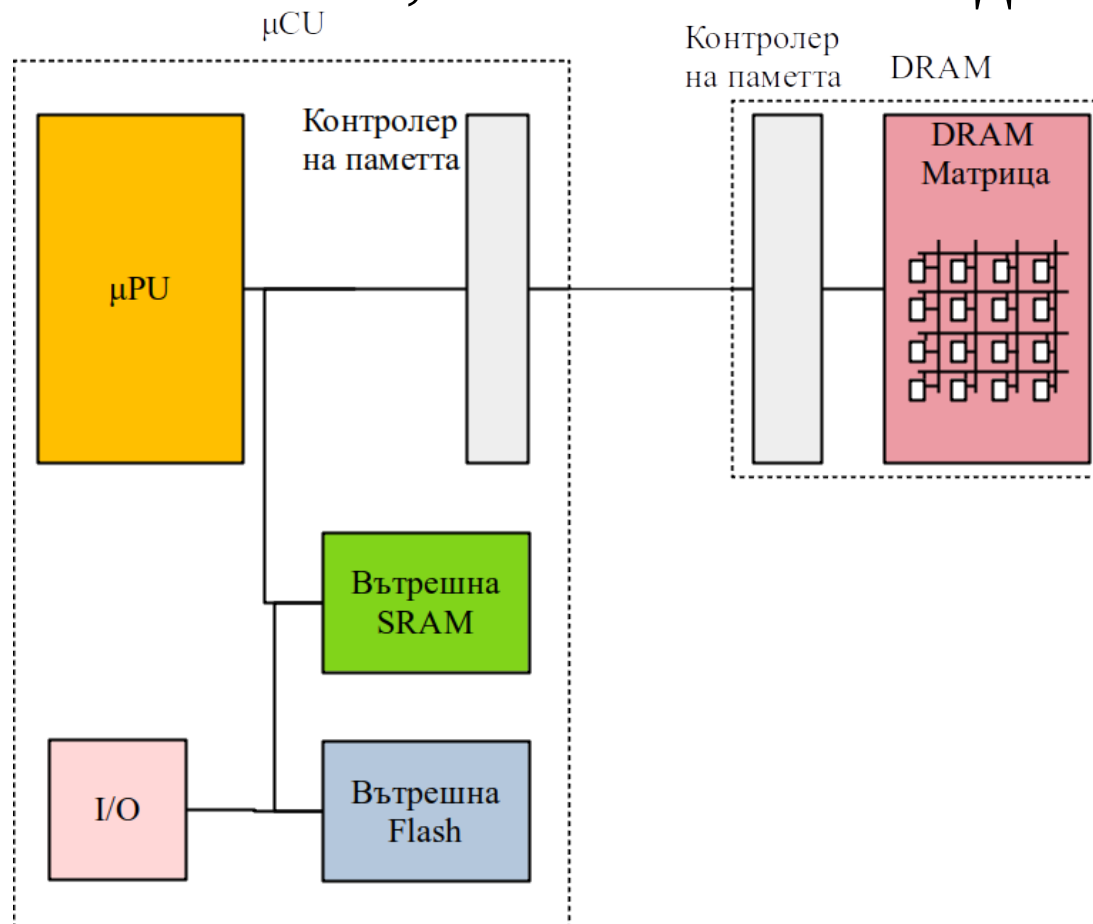 μCU
Контролер
на паметта
DRAM
μPU
Контролер
на паметта
DRAM
Матрица
Вътрешна
SRAM
I/O
Вътрешна
Flash